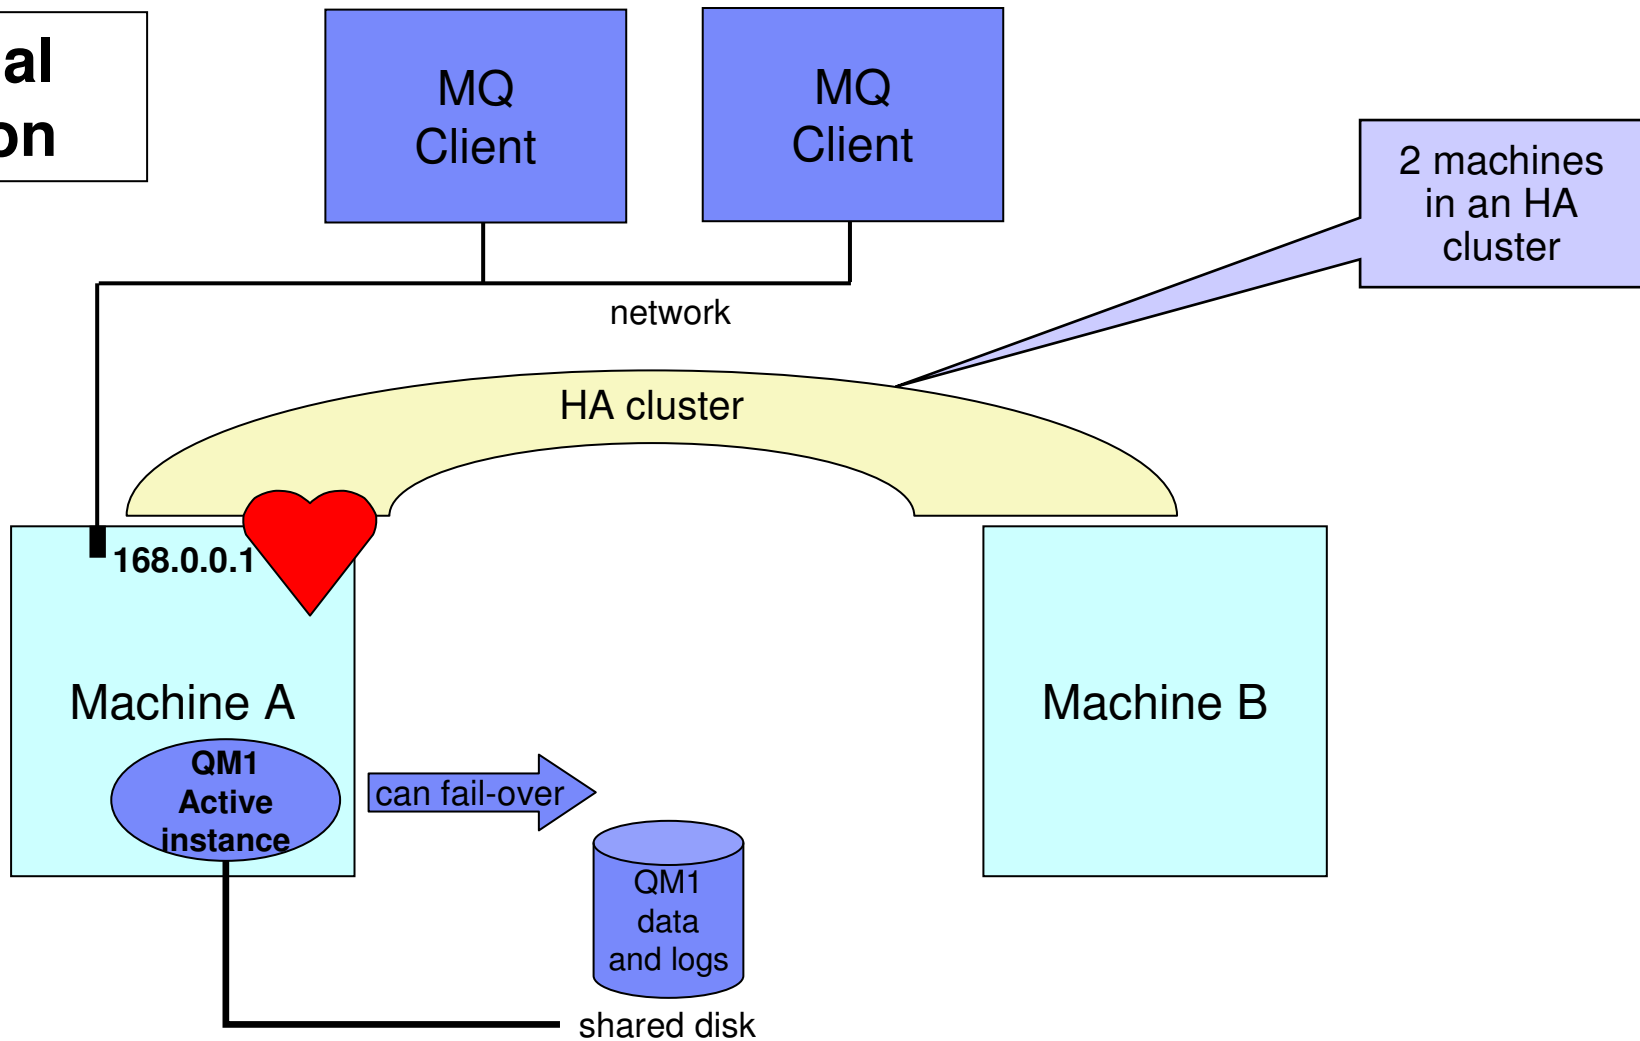 al
on
MQ
Client
MQ
Client
2 machines
in an HA
cluster
network
HA cluster
168.0.0.1
Machine A
Machine B
QM1
Active
instance
can fail-over
QM1
data
and logs
shared disk